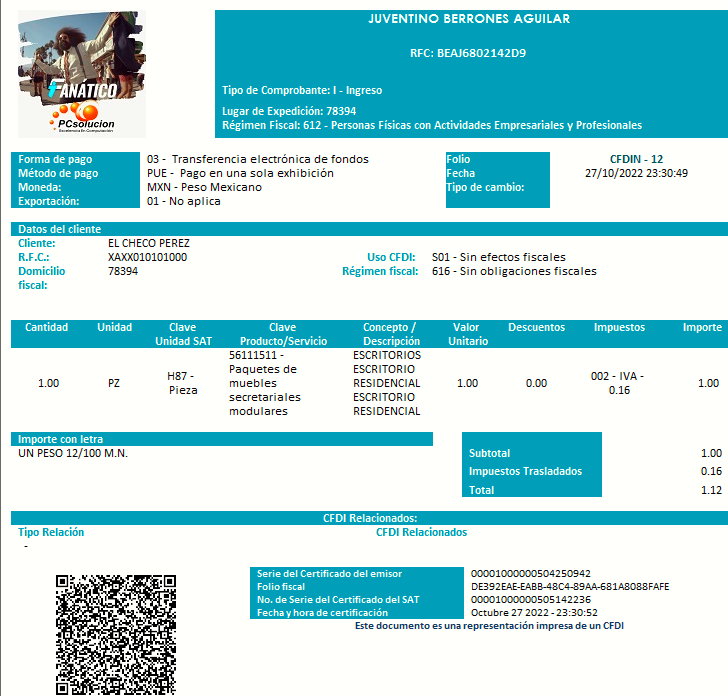 FANATICO
PCsolucion
Excelencia En Computación
JUVENTINO BERRONES AGUILAR
RFC: BEAJ6802142D9
Tipo de Comprobante: I - Ingreso
Lugar de Expedición: 78394
Régimen Fiscal: 612 - Personas Físicas con Actividades Empresariales y Profesionales
Forma de pago 03 - Transferencia electrónica de fondos
Método de pago PUE - Pago en una sola exhibición
Moneda: MXN - Peso Mexicano
Exportación: 01 - No aplica
Folio CFDIN - 12
Fecha 27/10/2022 23:30:49
Tipo de cambio:
Datos del cliente
Cliente: EL CHECO PEREZ
R.F.C.: XAXX010101000 Uso CFDI: S01 - Sin efectos fiscales
Domicilio 78394 Régimen fiscal: 616 - Sin obligaciones fiscales
fiscal:
Cantidad Unidad Clave Clave Concepto / Valor Descuentos Impuestos Importe
Unidad SAT Producto/Servicio Descripción Unitario
56111511 - ESCRITORIOS
Paquetes de ESCRITORIO
1.00 PZ H87 - muebles RESIDENCIAL 1.00 0.00 002 - IVA - 1.00
Pieza secretariales ESCRITORIO 0.16
modulares RESIDENCIAL
Importe con letra
UN PESO 12/100 M.N.
Subtotal 1.00
Impuestos Trasladados 0.16
Total 1.12
CFDI Relacionados:
Tipo Relación CFDI Relacionados
-
Serie del Certificado del emisor 00001000000504250942
Folio fiscal DE392EAE-EABB-48C4-89AA-681A8088FAFE
No. de Serie del Certificado del SAT 00001000000505142236
Fecha y hora de certificación Octubre 27 2022 - 23:30:52
Este documento es una representación impresa de un CFDI